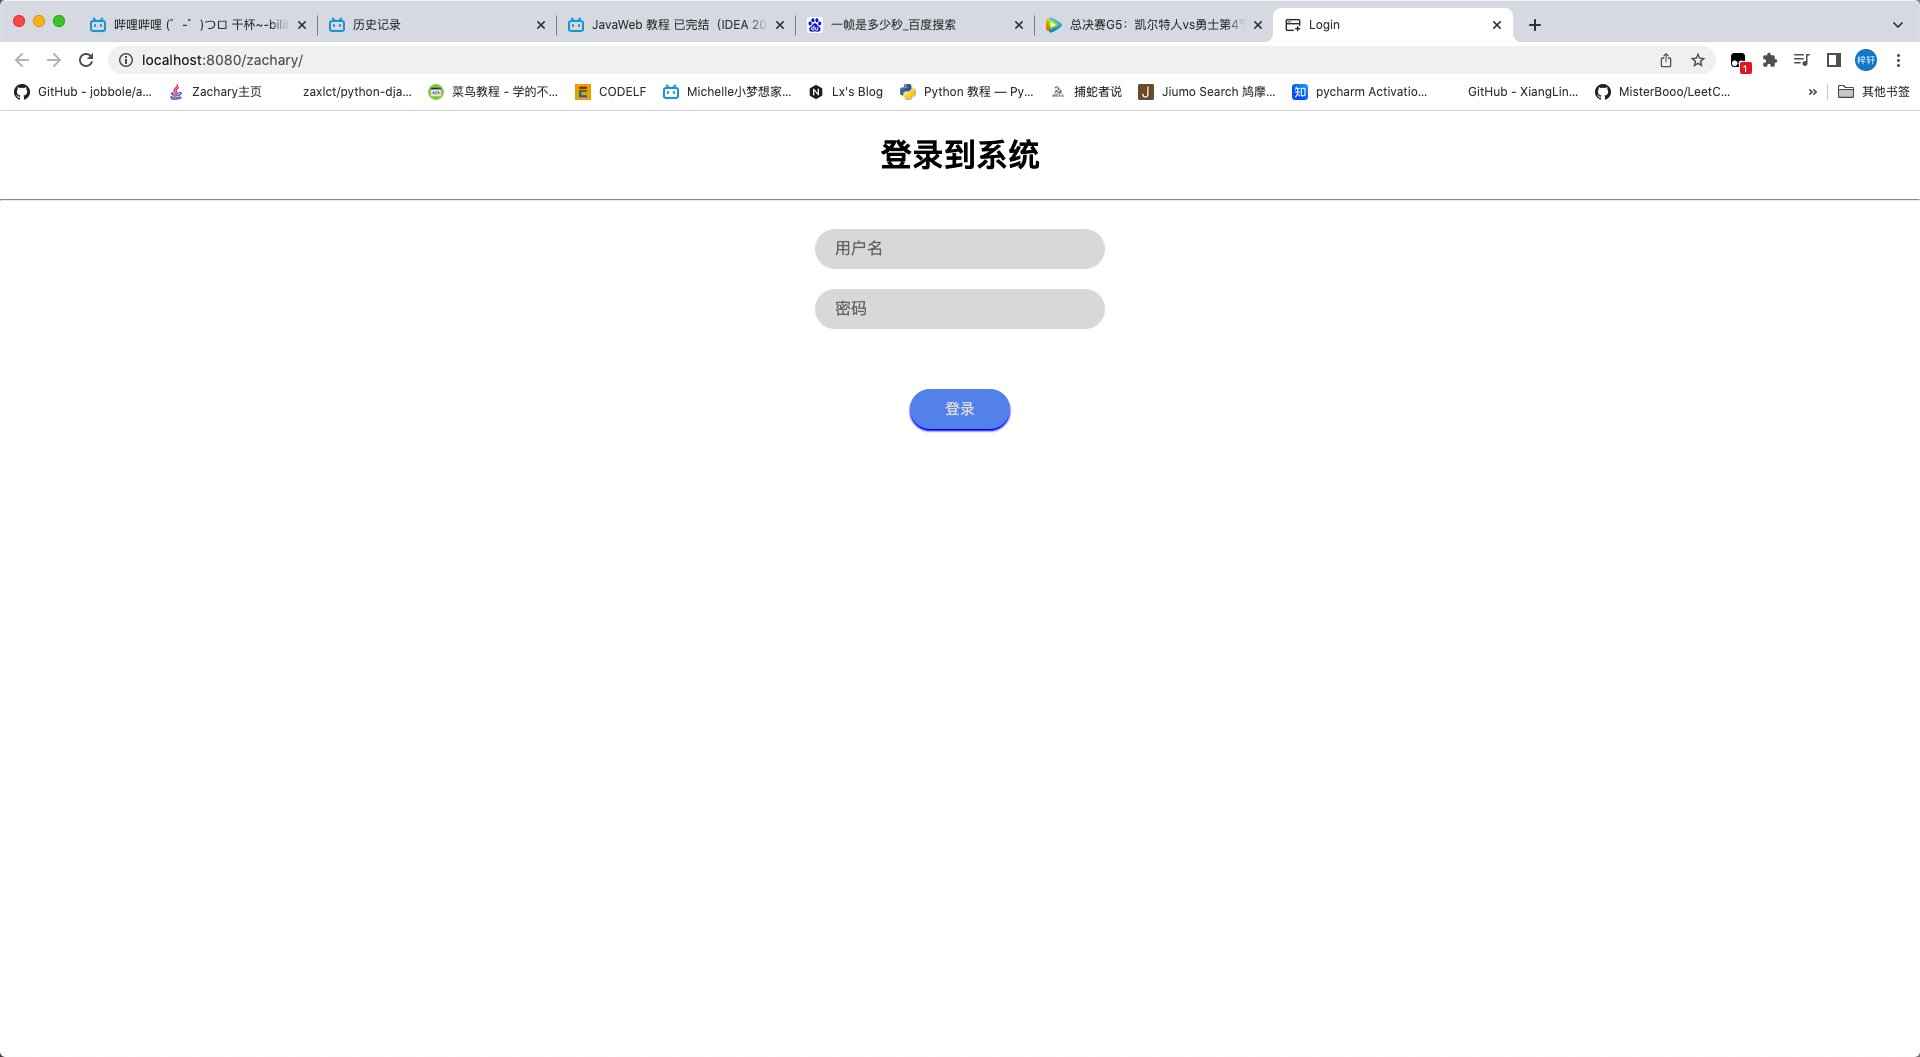 哔哩哔哩 (゜-゜)つロ 干杯~-bili
历史记录
JavaWeb 教程 已完结（IDEA 20
一帧是多少秒_百度搜索
总决赛G5：凯尔特人vs勇士第4节
Login
localhost:8080/zachary/
1
梓轩
GitHub - jobbole/a...
Zachary主页
zaxlct/python-dja...
菜鸟教程 - 学的不...
CODELF
Michelle小梦想家...
Lx's Blog
Python 教程 — Py...
捕蛇者说
Jiumo Search 鸠摩...
知
pycharm Activatio...
GitHub - XiangLin...
MisterBooo/LeetC...
»
其他书签
登录到系统
用户名
密码
登录